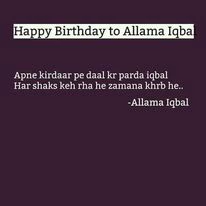 Happy Birthday to Allama Iqba
Apne kirdaar pe daal kr parda iqbal
Har shaks keh rha he zamana khrb he..
-Allama Iqbal